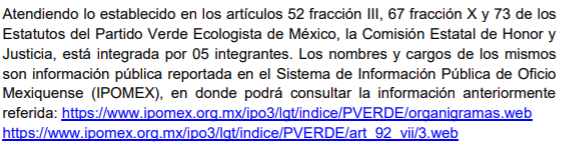 Atendiendo lo establecido en los artículos 52 fracción III, 67 fracción X y 73 de los
Estatutos del Partido Verde Ecologista de México, la Comisión Estatal de Honor y
Justicia, está integrada por 05 integrantes. Los nombres y cargos de los mismos
son información pública reportada en el Sistema de Información Pública de Oficio
Mexiquense (IPOMEX), en donde podrá consultar la información anteriormente
referida: https://www.ipomex.org.mx/ipo3/lgt/indice/PVERDE/organigramas.web
https://www.ipomex.org.mx/ipo3/lgt/indice/PVERDE/art_92_vii/3.web